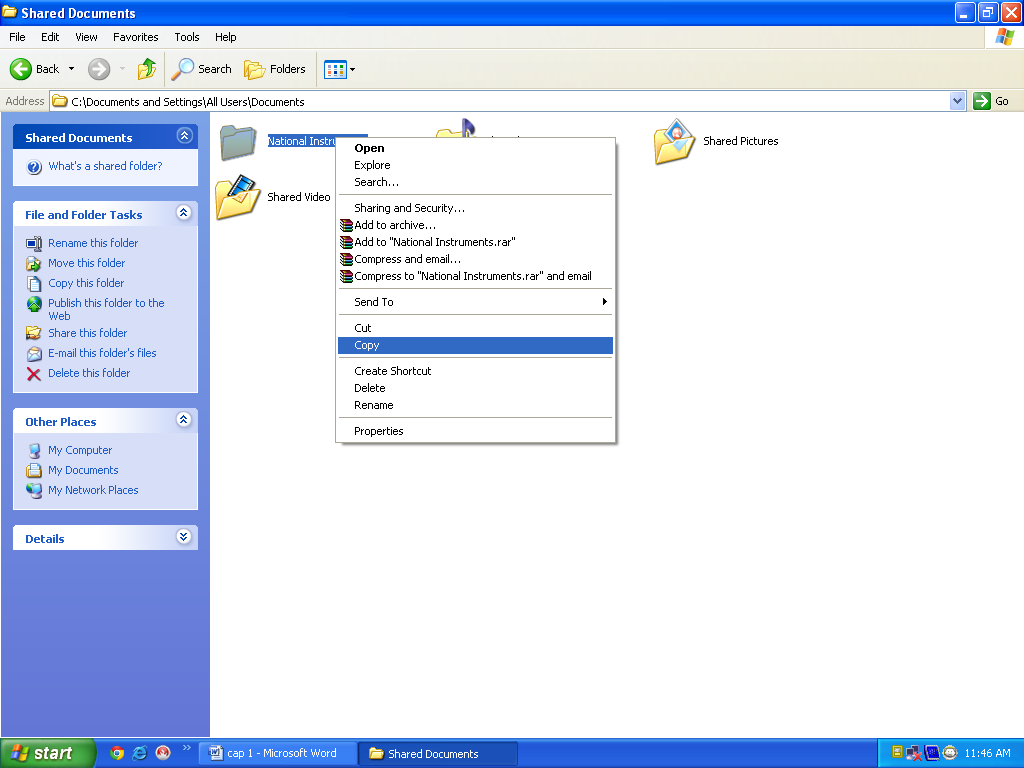 Shared Documents
File Edit View Favorites Tools Help
Back Search Folders
Address C:\Documents and Settings\All Users\Documents Go
Shared Documents
What's a shared folder?
File and Folder Tasks
Rename this folder
Move this folder
Copy this folder
Publish this folder to the
Web
Share this folder
E-mail this folder's files
Delete this folder
Other Places
My Computer
My Documents
My Network Places
Details
National Instru
Shared Pictures
Shared Video
Open
Explore
Search...
Sharing and Security...
Add to archive...
Add to "National Instruments.rar"
Compress and email...
Compress to "National Instruments.rar" and email
Send To
Cut
Copy
Create Shortcut
Delete
Rename
Properties
start cap 1 - Microsoft Word Shared Documents 11:46 AM